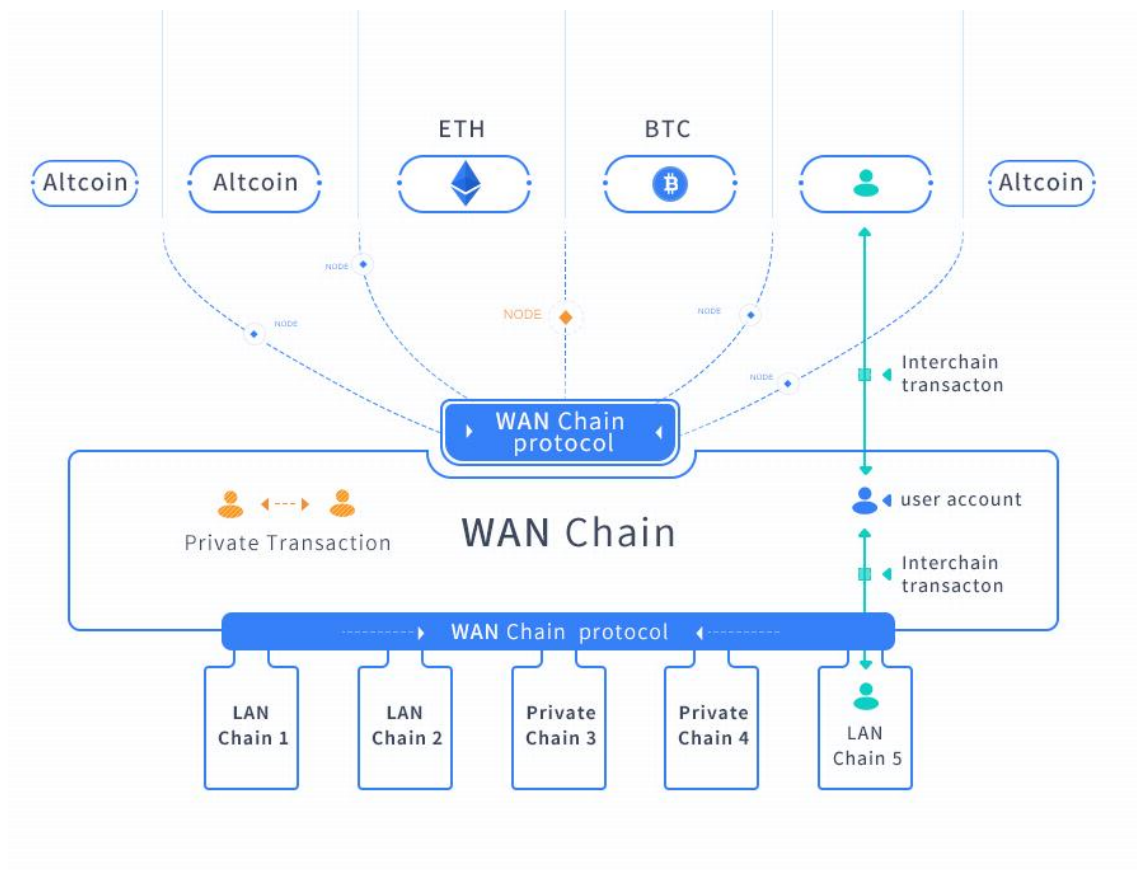 ETH
BTC
Altcoin
Altcoin
Altcoin
NODE
NODE
NODE
NODE
NODE
Interchain
transacton
WAN Chain
protocol
user account
Private Transaction
WAN Chain
Interchain
transacton
WAN Chain protocol
LAN
Chain 1
LAN
Chain 2
Private
Chain 3
Private
Chain 4
LAN
Chain 5